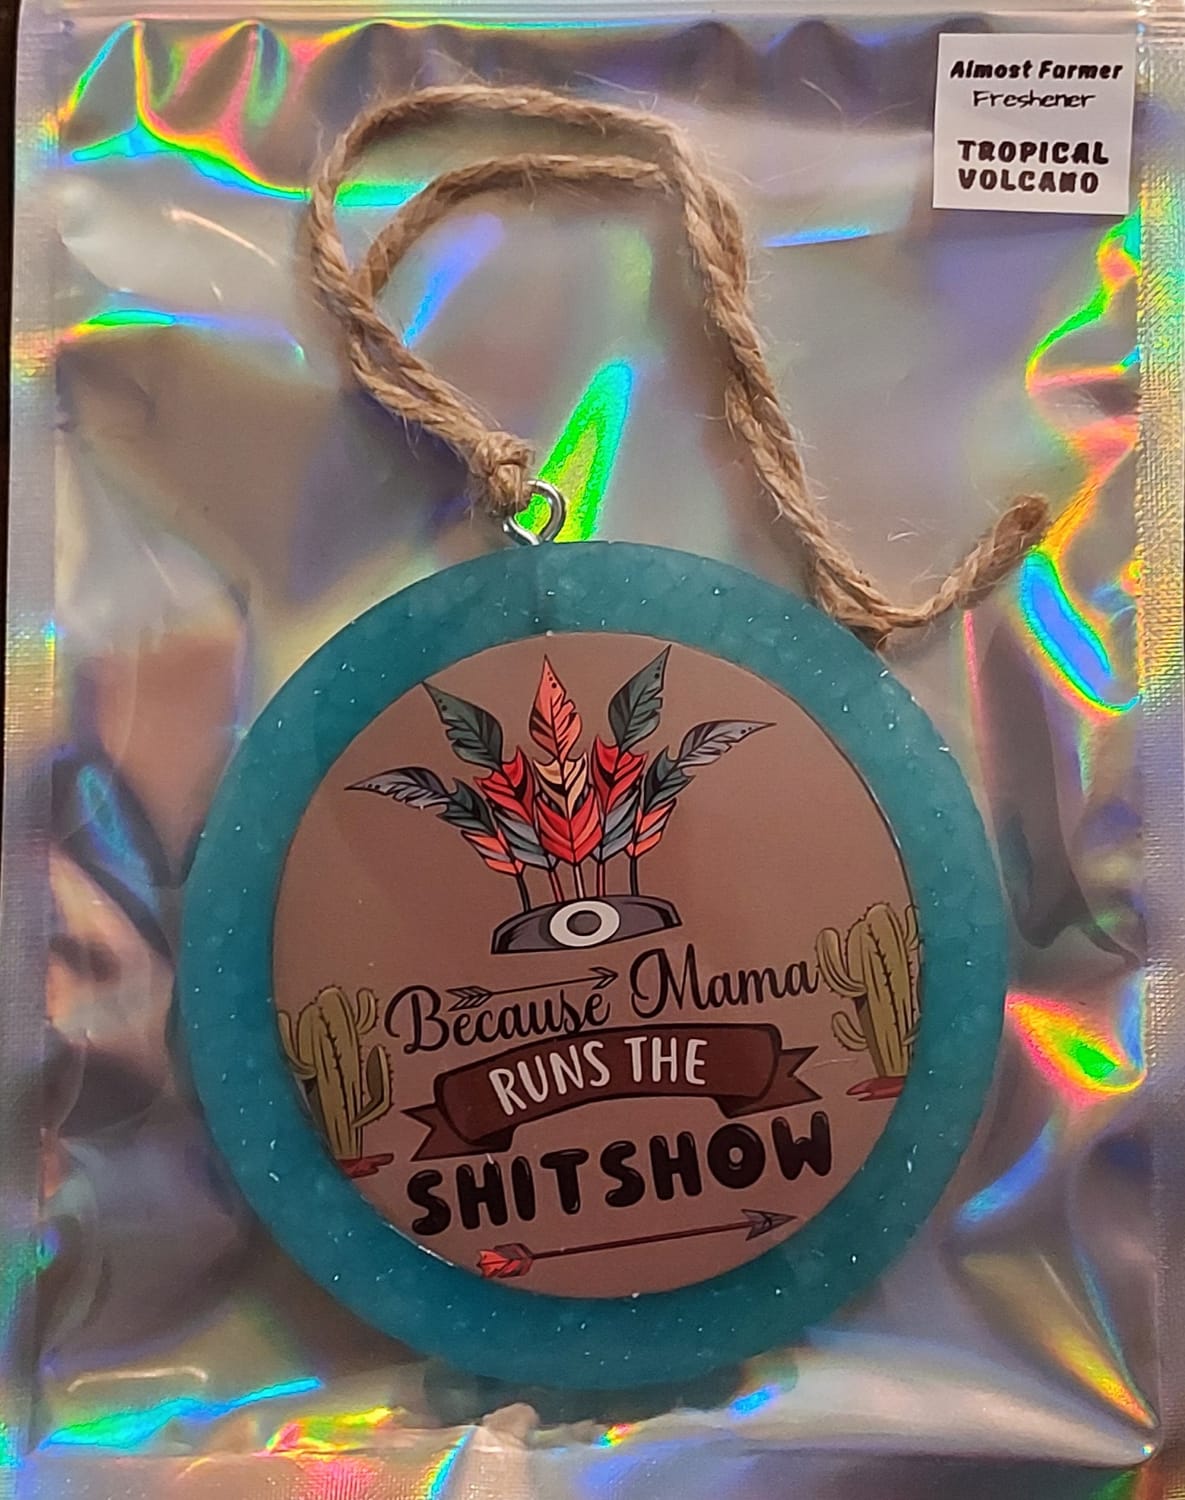 Almost Farmer
Freshener
TROPICAL
VOLCANO
Because Mama
RUNS THE
SHITSHOW